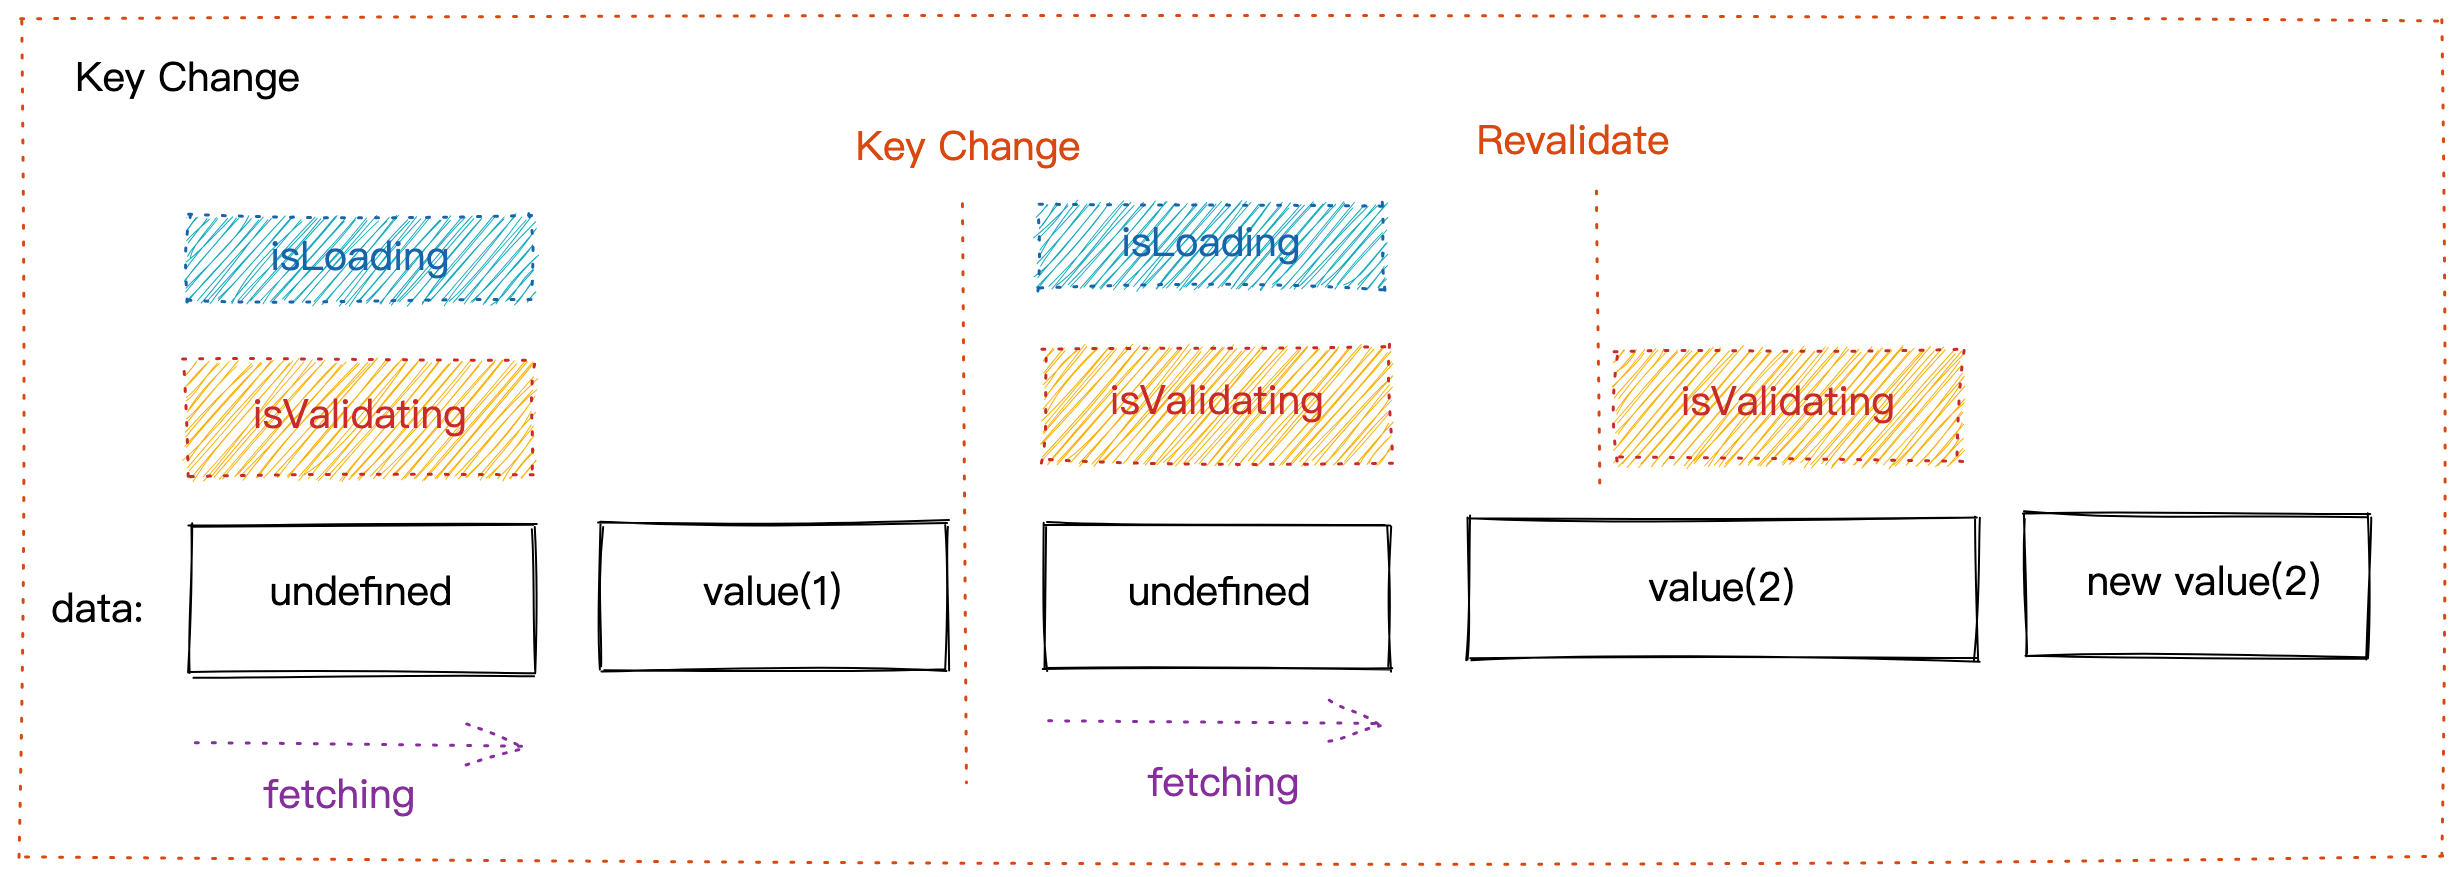 Key Change
Key Change
Revalidate
isLoading
isLoading
isValidating
isValidating
isValidating
data:
undefined
value(1)
undefined
value(2)
new value(2)
fetching
fetching